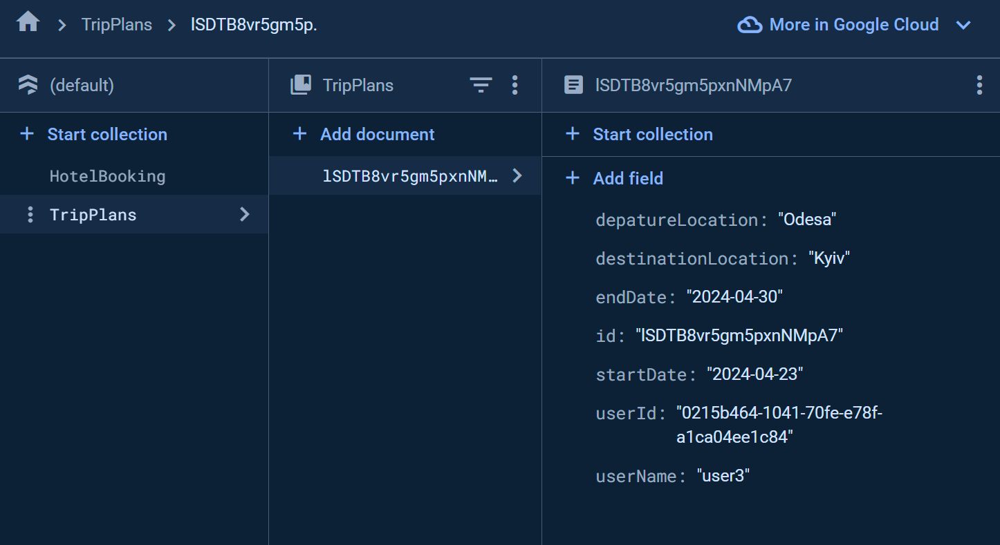 TripPlans lSDTB8vr5gm5p. More in Google Cloud
(default)
TripPlans
lSDTB8vr5gm5pxnNMpA7
+ Start collection
HotelBooking
TripPlans
+ Add document
lSDTB8vr5gm5pxnNM…
+ Start collection
+ Add field
depatureLocation: "Odesa"
destinationLocation: "Kyiv"
endDate: "2024-04-30"
id: "lSDTB8vr5gm5pxnNMpA7"
startDate: "2024-04-23"
userId: "0215b464-1041-70fe-e78f-
a1ca04ee1c84"
userName: "user3"